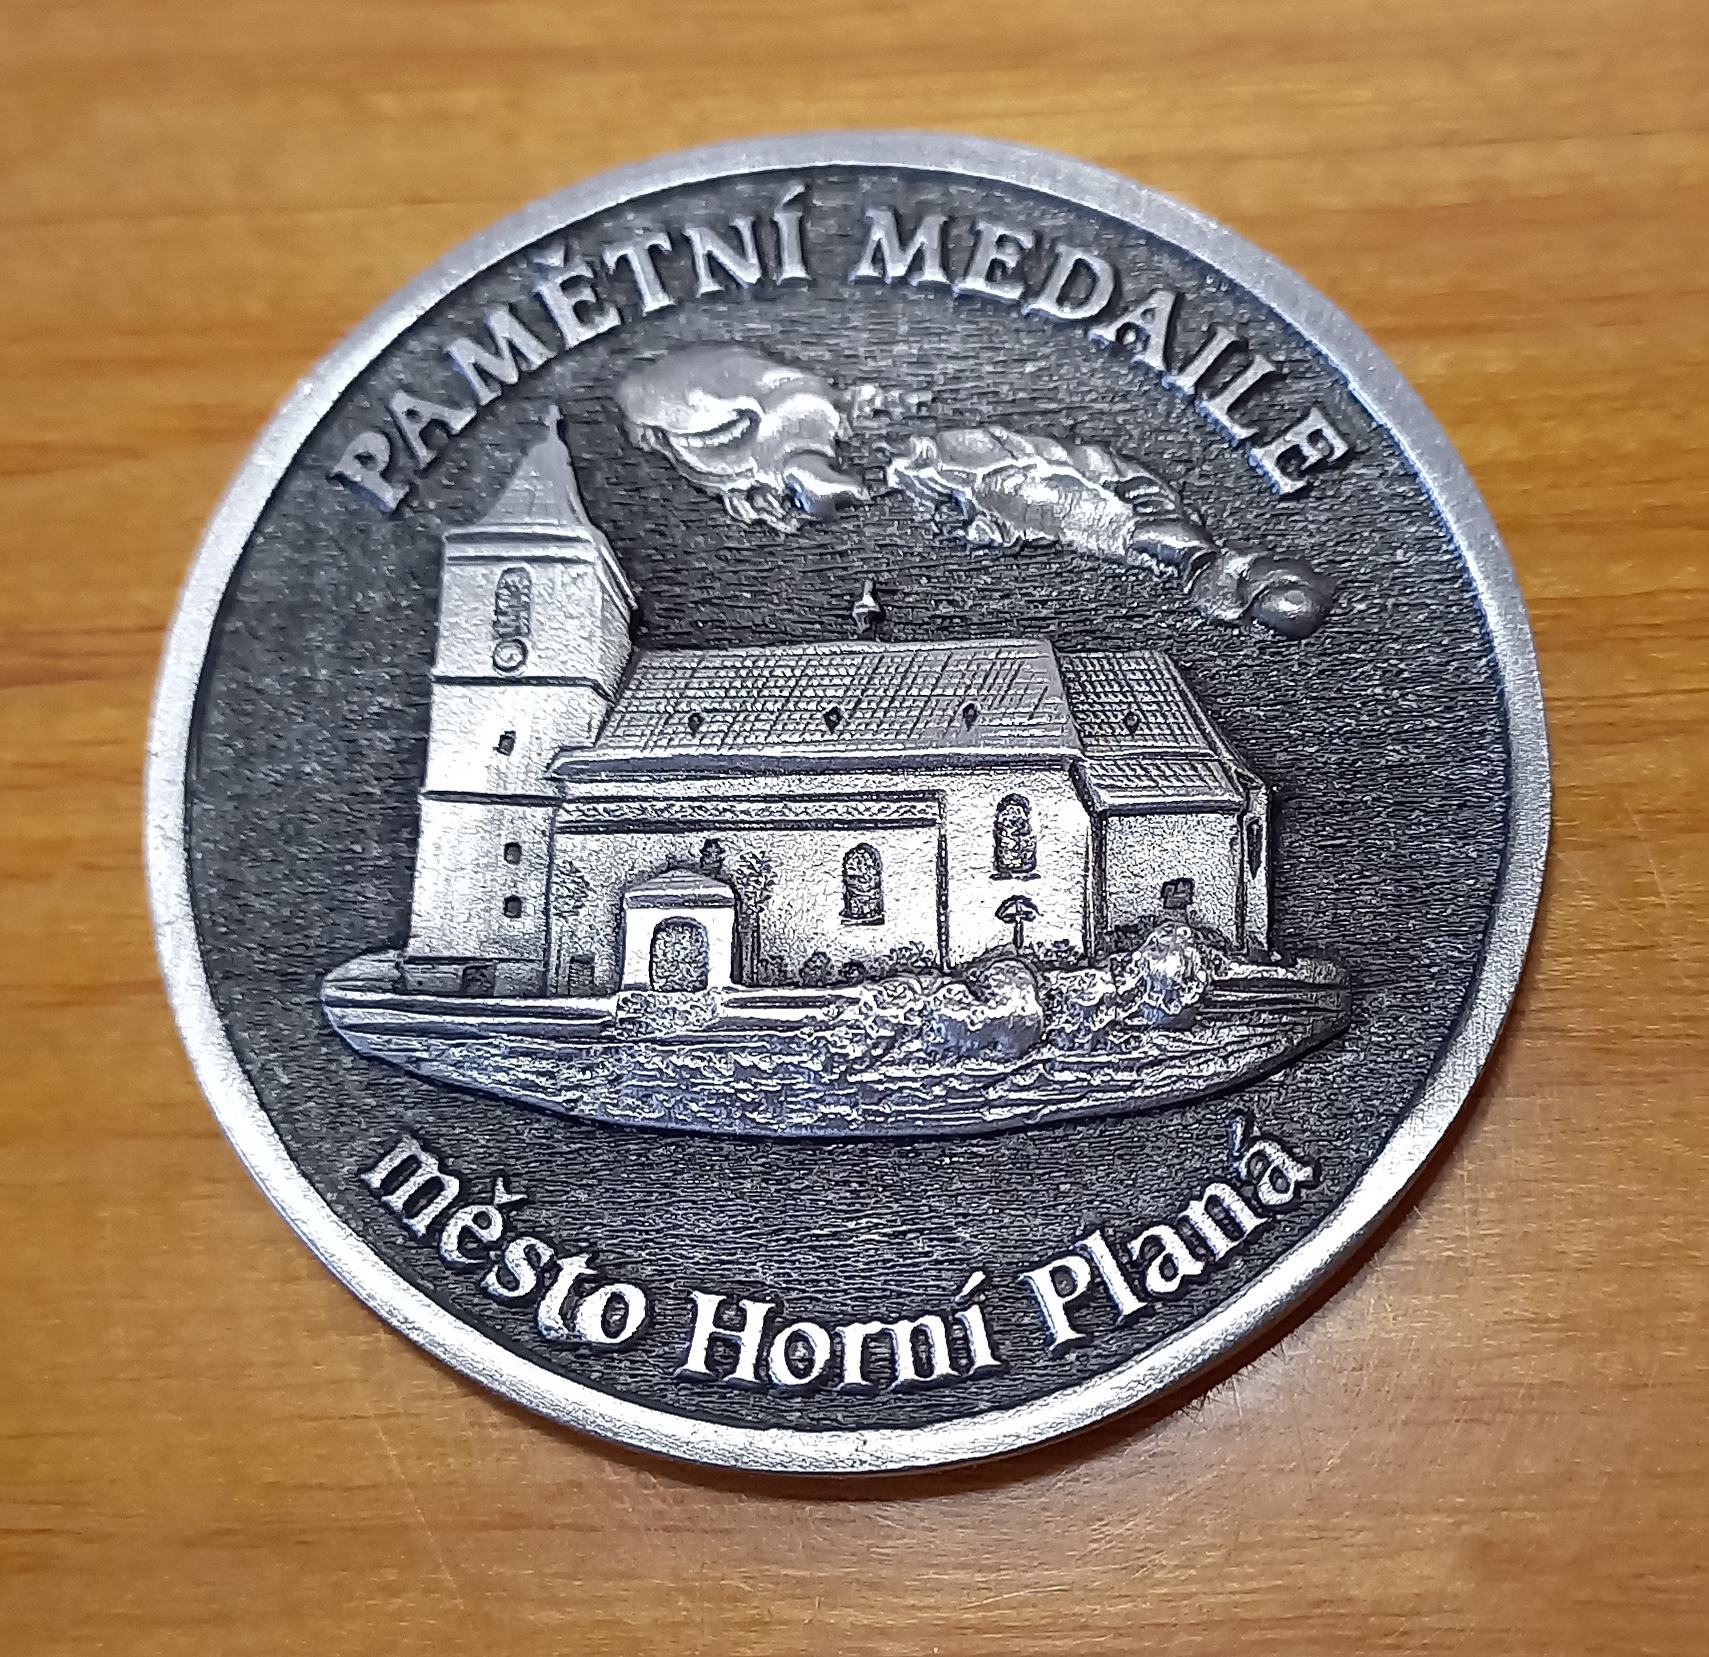 PAMĚTNÍ MEDAILE
město Horní Planá